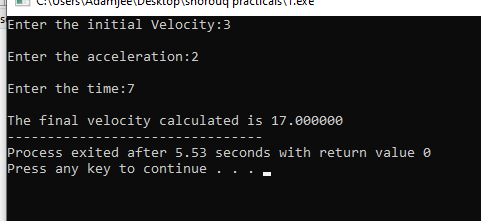 C:\Users\Adamjee\Desktop\shorouq practicals\1.exe
Enter the initial Velocity:3
Enter the acceleration:2
Enter the time:7
The final velocity calculated is 17.000000
--------------------------------
Process exited after 5.53 seconds with return value 0
Press any key to continue . . .